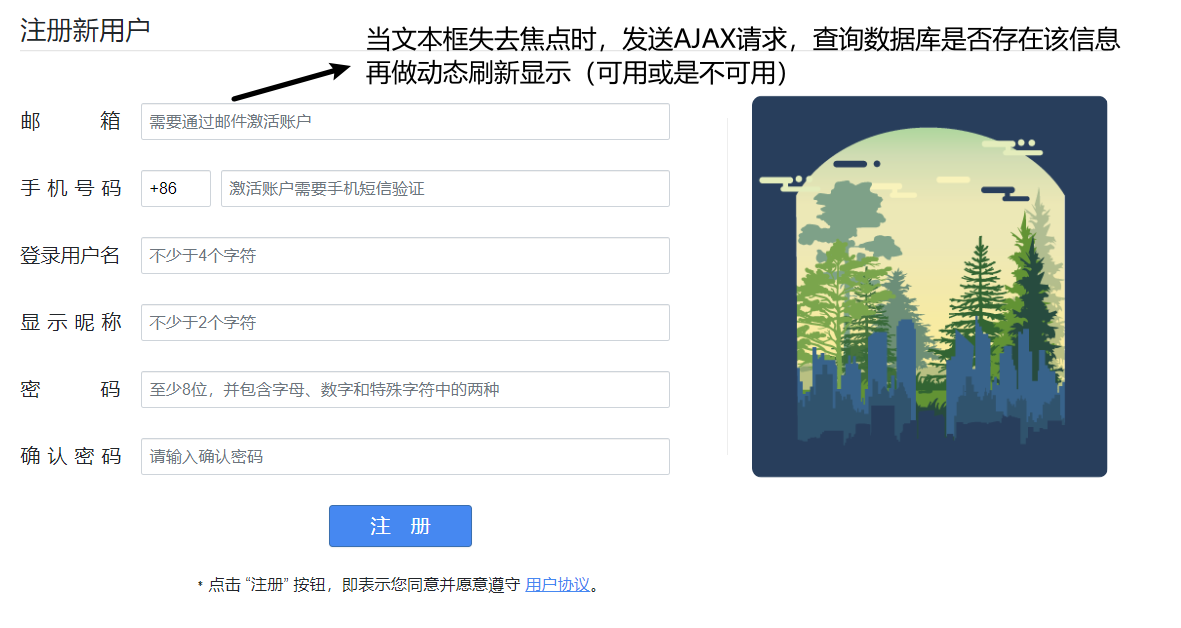 注册新用户
当文本框失去焦点时，发送AJAX请求，查询数据库是否存在该信息
再做动态刷新显示（可用或是不可用）
邮 箱 需要通过邮件激活账户
手机号码 +86 激活账户需要手机短信验证
登录用户名 不少于4个字符
显示昵称 不少于2个字符
密 码 至少8位，并包含字母、数字和特殊字符中的两种
确认密码 请输入确认密码
注 册
* 点击 “注册” 按钮，即表示您同意并愿意遵守 用户协议。